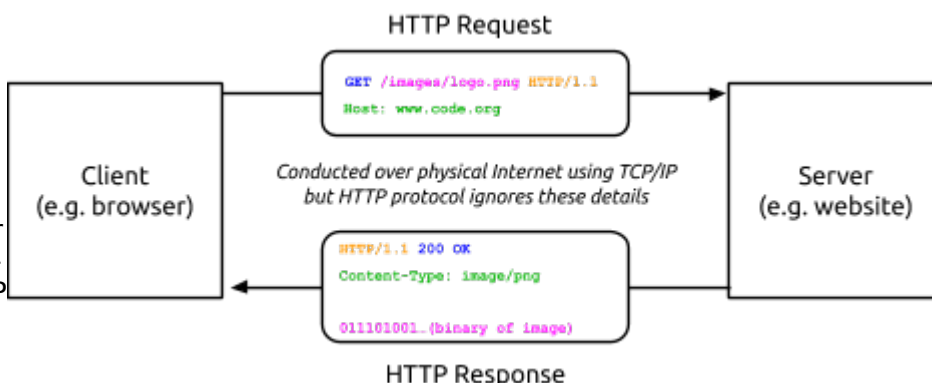 HTTP Request
GET /images/logo.png HTTP/1.1
Host: www.code.org
Client
(e.g. browser)
Conducted over physical Internet using TCP/IP
but HTTP protocol ignores these details
Server
(e.g. website)
HTTP/1.1 200 OK
Content-Type: image/png
011101001…(binary of image)
HTTP Response